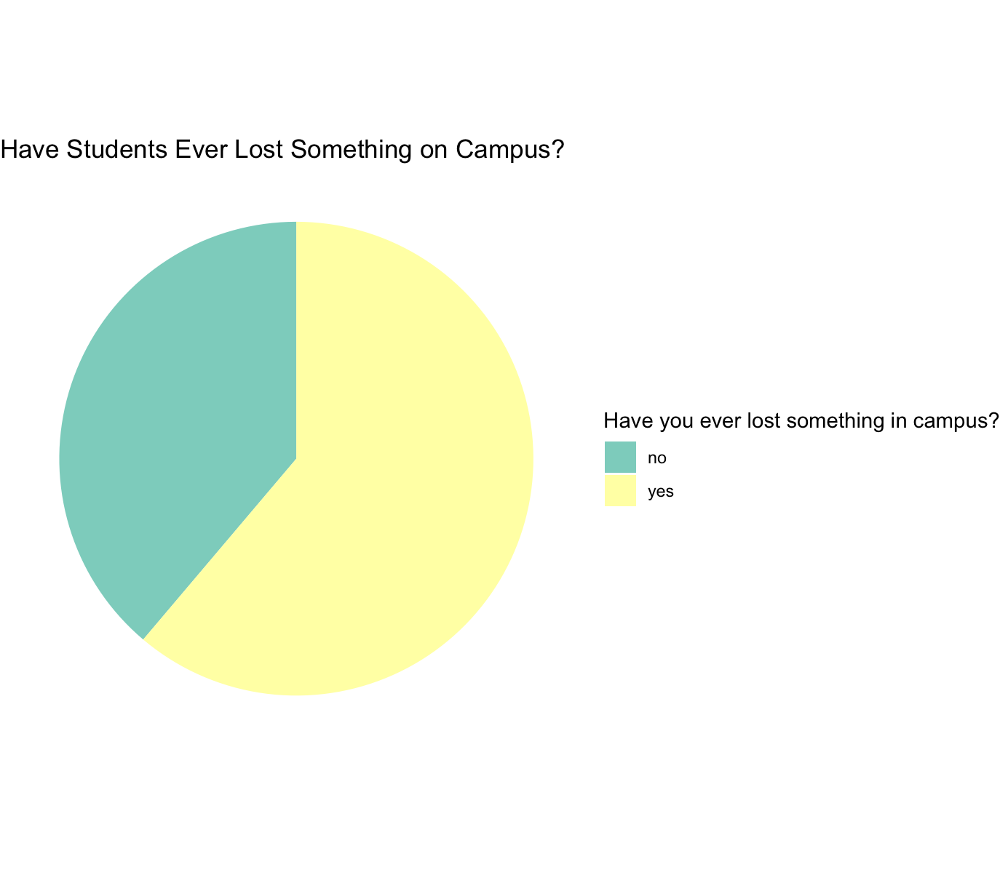 Have Students Ever Lost Something on Campus?
Have you ever lost something in campus?
no
yes